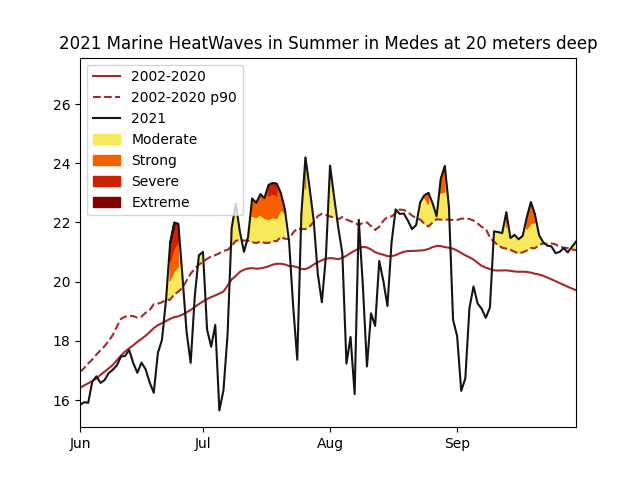 2021 Marine HeatWaves in Summer in Medes at 20 meters deep
2002-2020
2002-2020 p90
2021
Moderate
Strong
Severe
Extreme
26
24
22
20
18
16
Jun
Jul
Aug
Sep